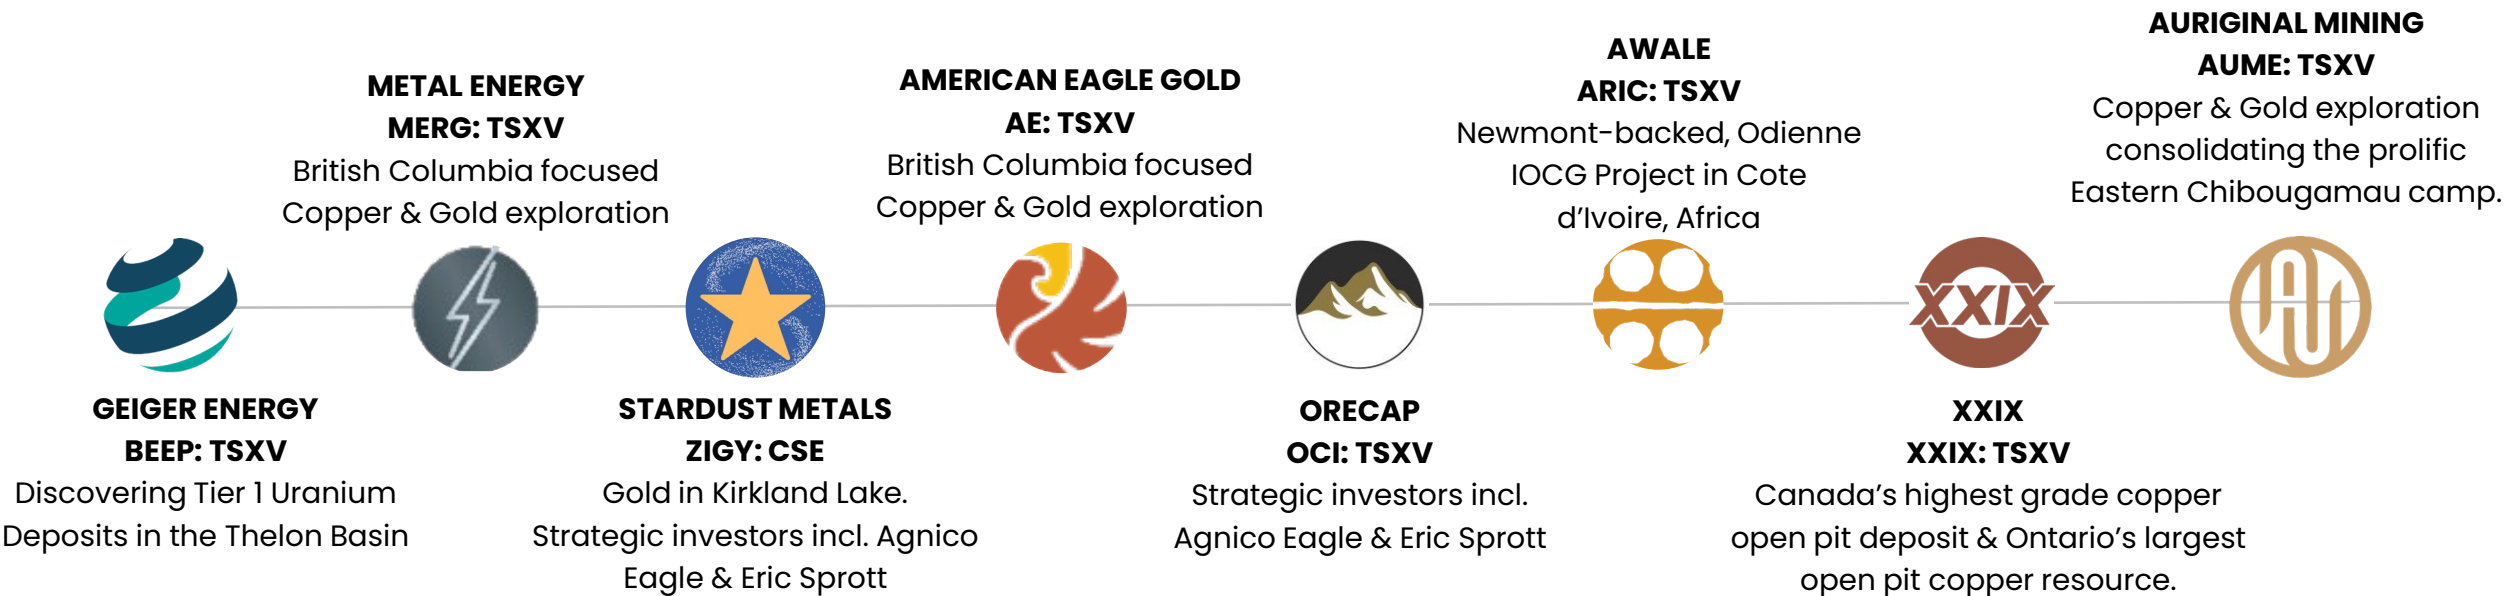 GEIGER ENERGY
BEEP: TSXV
Discovering Tier 1 Uranium
Deposits in the Thelon Basin
METAL ENERGY
MERG: TSXV
British Columbia focused
Copper & Gold exploration
STARDUST METALS
ZIGY: CSE
Gold in Kirkland Lake.
Strategic investors incl. Agnico
Eagle & Eric Sprott
AMERICAN EAGLE GOLD
AE: TSXV
British Columbia focused
Copper & Gold exploration
ORECAP
OCI: TSXV
Strategic investors incl.
Agnico Eagle & Eric Sprott
AWALE
ARIC: TSXV
Newmont-backed, Odienne
IOCG Project in Cote
d’Ivoire, Africa
XXIX
XXIX
XXIX: TSXV
Canada’s highest grade copper
open pit deposit & Ontario’s largest
open pit copper resource.
AURIGINAL MINING
AUME: TSXV
Copper & Gold exploration
consolidating the prolific
Eastern Chibougamau camp.